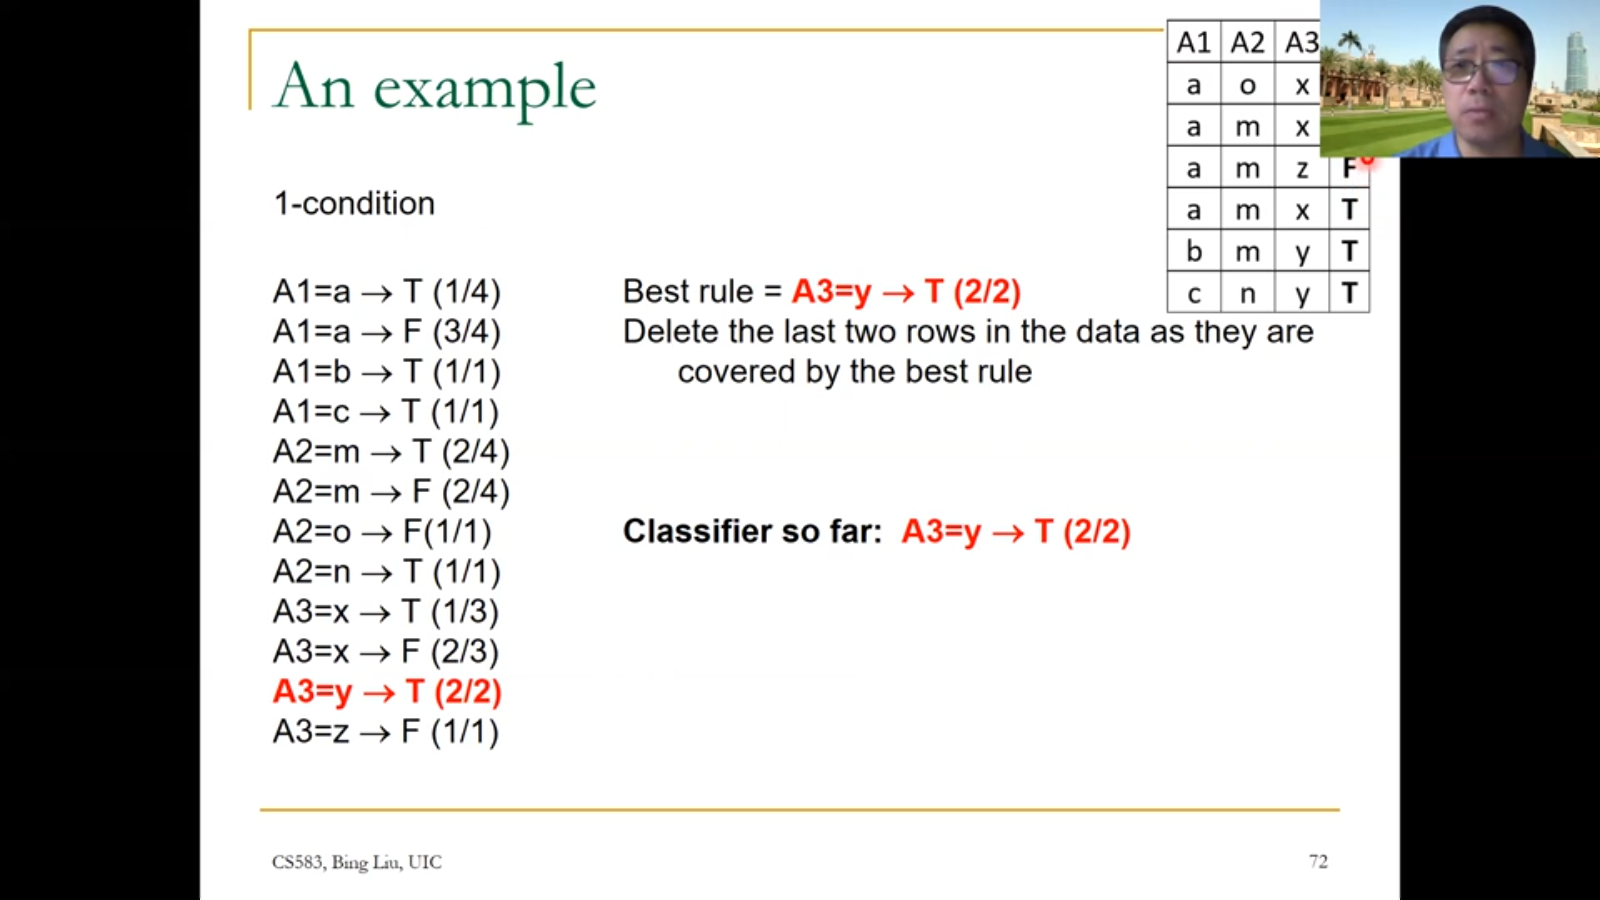 An example
A1 A2 A3
a o x
a m x
a m z F
a m x T
b m y T
c n y T
1-condition
A1=a → T (1/4)
A1=a → F (3/4)
A1=b → T (1/1)
A1=c → T (1/1)
A2=m → T (2/4)
A2=m → F (2/4)
A2=o → F(1/1)
A2=n → T (1/1)
A3=x → T (1/3)
A3=x → F (2/3)
A3=y → T (2/2)
A3=z → F (1/1)
Best rule = A3=y → T (2/2)
Delete the last two rows in the data as they are
covered by the best rule
Classifier so far: A3=y → T (2/2)
CS583, Bing Liu, UIC
72